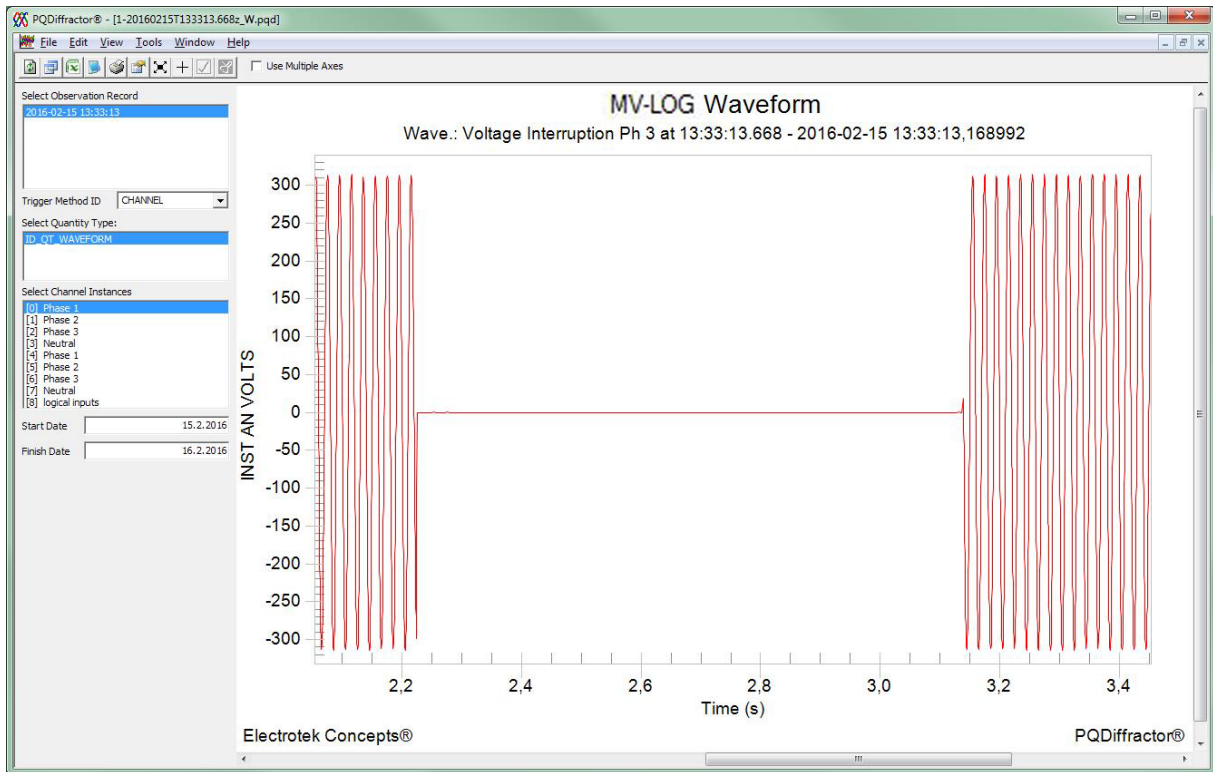 PQDiffractor® - [1-20160215T133313.668z_W.pqd]
File Edit View Tools Window Help
Use Multiple Axes
Select Observation Record
2016-02-15 13:33:13
Trigger Method ID CHANNEL
Select Quantity Type:
ID_QT_WAVEFORM
Select Channel Instances
[0] Phase 1
[1] Phase 2
[2] Phase 3
[3] Neutral
[4] Phase 1
[5] Phase 2
[6] Phase 3
[7] Neutral
[8] logical inputs
Start Date 15.2.2016
Finish Date 16.2.2016
MV-LOG Waveform
Wave.: Voltage Interruption Ph 3 at 13:33:13.668 - 2016-02-15 13:33:13,168992
INST AN VOLTS
300
250
200
150
100
50
0
-50
-100
-150
-200
-250
-300
2,2 2,4 2,6 2,8 3,0 3,2 3,4
Time (s)
Electrotek Concepts® PQDiffractor®